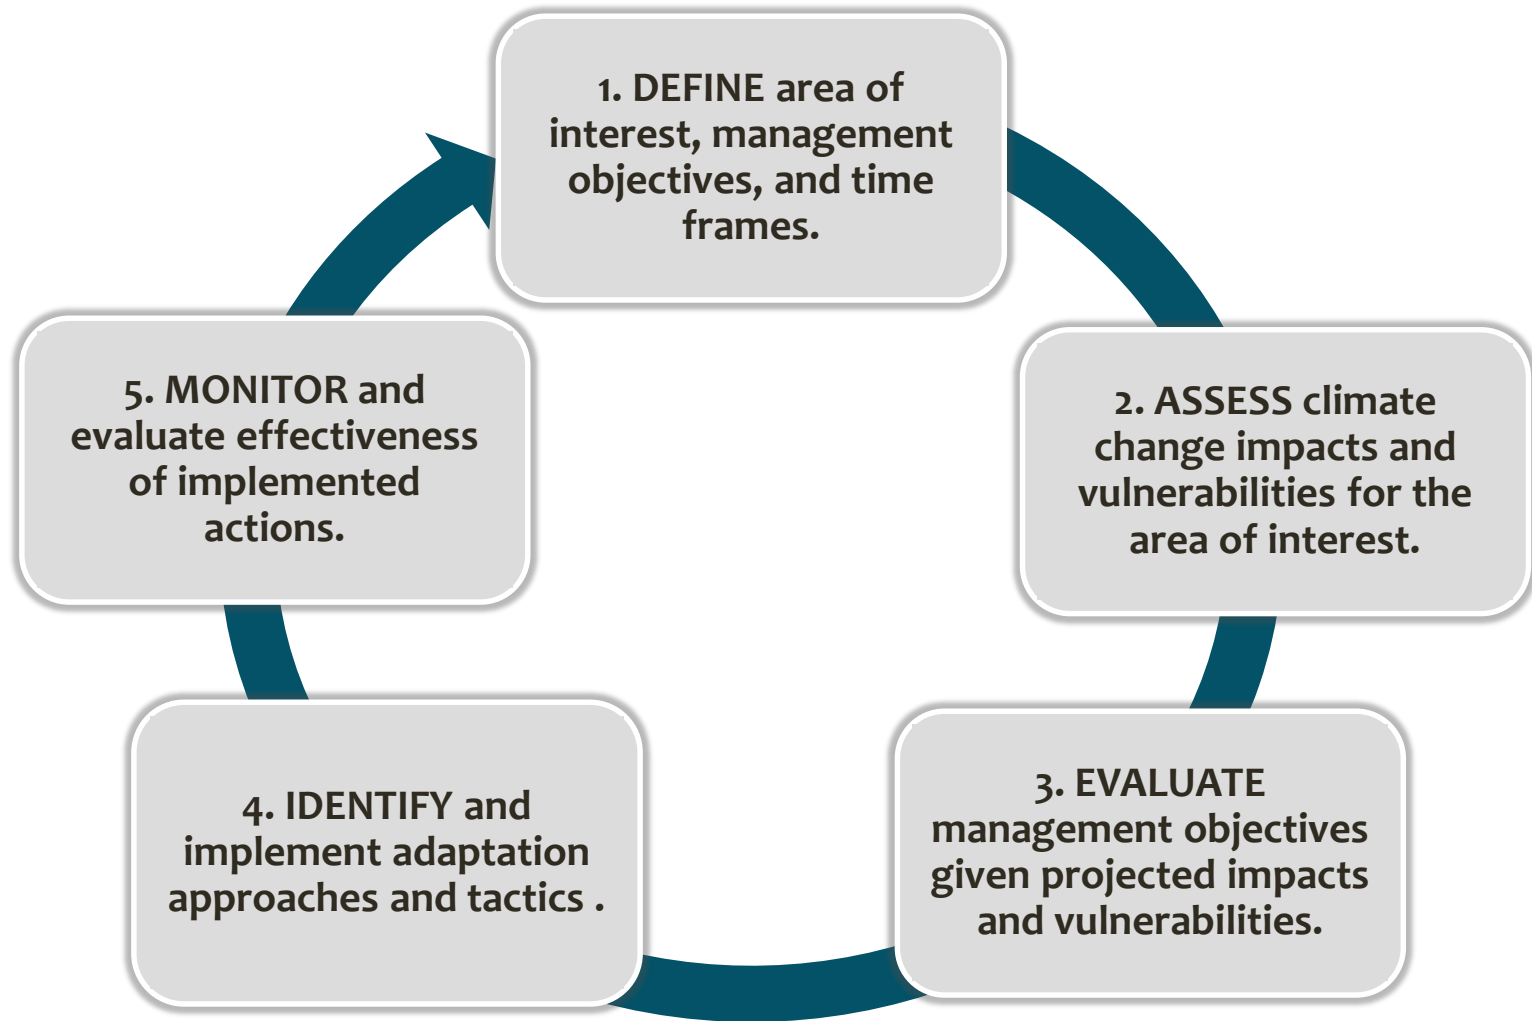 1. DEFINE area of
interest, management
objectives, and time
frames.
2. ASSESS climate
change impacts and
vulnerabilities for the
area of interest.
3. EVALUATE
management objectives
given projected impacts
and vulnerabilities.
4. IDENTIFY and
implement adaptation
approaches and tactics .
5. MONITOR and
evaluate effectiveness
of implemented
actions.